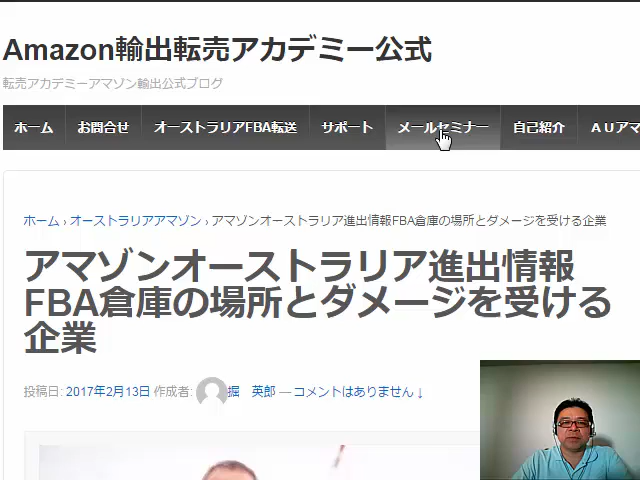 Amazon輸出転売アカデミー公式
転売アカデミーアマゾン輸出公式ブログ
ホーム お問合せ オーストラリアFBA転送 サポート メールセミナー 自己紹介 AUアマ
ホーム › オーストラリアアマゾン › アマゾンオーストラリア進出情報FBA倉庫の場所とダメージを受ける企業
アマゾンオーストラリア進出情報
FBA倉庫の場所とダメージを受ける
企業
投稿日: 2017年2月13日 作成者: 掘 英郎 — コメントはありません ↓